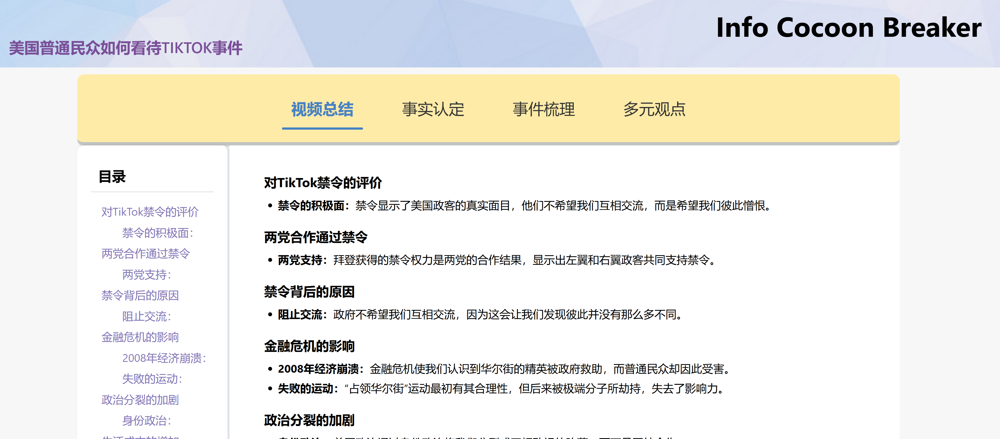 Info Cocoon Breaker
美国普通民众如何看待TIKTOK事件
视频总结 事实认定 事件梳理 多元观点
目录
对TikTok禁令的评价
禁令的积极面：
两党合作通过禁令
两党支持：
禁令背后的原因
阻止交流：
金融危机的影响
2008年经济崩溃：
失败的运动：
政治分裂的加剧
身份政治：
对TikTok禁令的评价
• 禁令的积极面：禁令显示了美国政客的真实面目，他们不希望我们互相交流，而是希望我们彼此憎恨。
两党合作通过禁令
• 两党支持：拜登获得的禁令权力是两党的合作结果，显示出左翼和右翼政客共同支持禁令。
禁令背后的原因
• 阻止交流：政府不希望我们互相交流，因为这会让我们发现彼此并没有那么多不同。
金融危机的影响
• 2008年经济崩溃：金融危机使我们认识到华尔街的精英被政府救助，而普通民众却因此受害。
• 失败的运动：“占领华尔街”运动最初有其合理性，但后来被极端分子所劫持，失去了影响力。
政治分裂的加剧